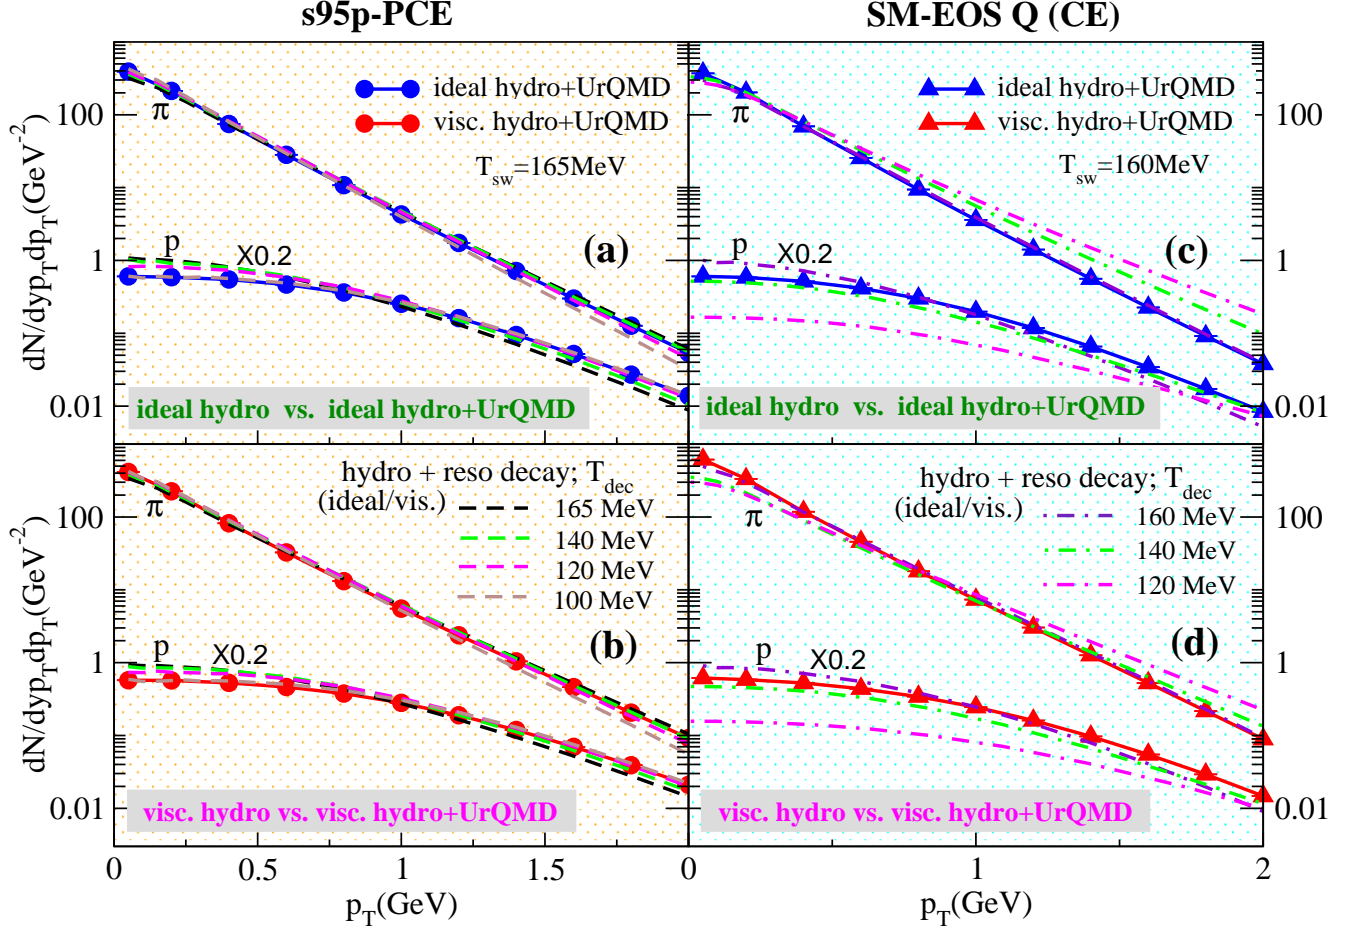 s95p-PCE
SM-EOS Q (CE)
dN/dyp_T dp_T(GeV^-2)
100
1
0.01
ideal hydro+UrQMD
visc. hydro+UrQMD
T_sw=165MeV
π
p
X0.2
(a)
ideal hydro vs. ideal hydro+UrQMD
ideal hydro+UrQMD
visc. hydro+UrQMD
T_sw=160MeV
π
p
X0.2
(c)
ideal hydro vs. ideal hydro+UrQMD
100
1
0.01
dN/dyp_T dp_T(GeV^-2)
100
1
0.01
hydro + reso decay; T_dec
(ideal/vis.)
165 MeV
140 MeV
120 MeV
100 MeV
π
p
X0.2
(b)
visc. hydro vs. visc. hydro+UrQMD
hydro + reso decay; T_dec
(ideal/vis.)
160 MeV
140 MeV
120 MeV
π
p
X0.2
(d)
visc. hydro vs. visc. hydro+UrQMD
100
1
0.01
0 0.5 1 1.5 0 1 2
p_T(GeV)
p_T(GeV)